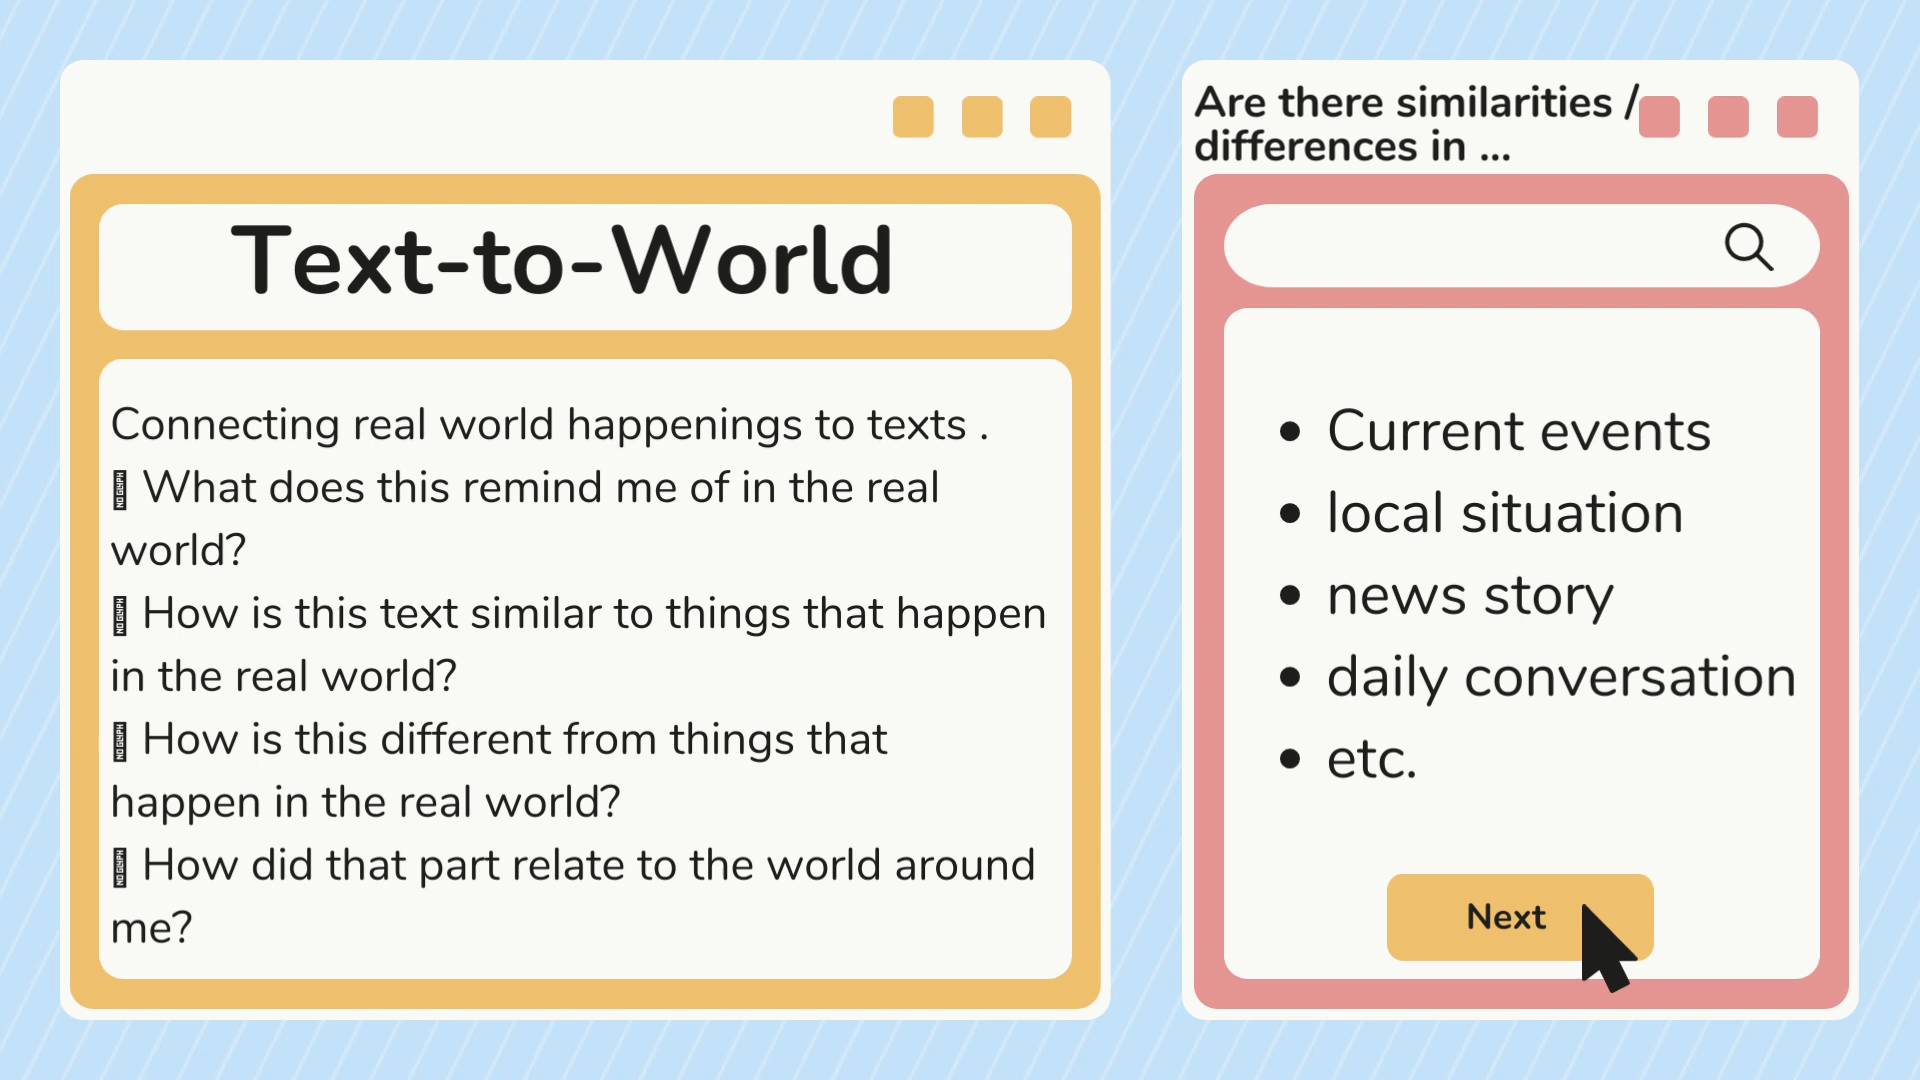 Text-to-World
Connecting real world happenings to texts .
What does this remind me of in the real
world?
How is this text similar to things that happen
in the real world?
How is this different from things that
happen in the real world?
How did that part relate to the world around
me?
Are there similarities /
differences in ...
• Current events
• local situation
• news story
• daily conversation
• etc.
Next